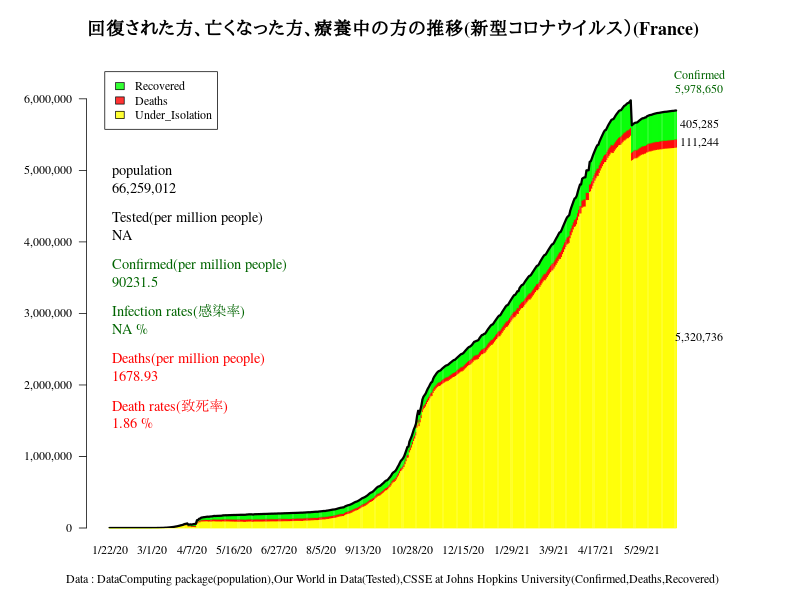 回復された方、亡くなった方、療養中の方の推移(新型コロナウイルス）(France)
Recovered
Deaths
Under_Isolation
Confirmed
5,978,650
405,285
111,244
5,320,736
population
66,259,012
Tested(per million people)
NA
Confirmed(per million people)
90231.5
Infection rates(感染率)
NA %
Deaths(per million people)
1678.93
Death rates(致死率)
1.86 %
6,000,000
5,000,000
4,000,000
3,000,000
2,000,000
1,000,000
0
1/22/20 3/1/20 4/7/20 5/16/20 6/27/20 8/5/20 9/13/20 10/28/20 12/15/20 1/29/21 3/9/21 4/17/21 5/29/21
Data : DataComputing package(population),Our World in Data(Tested),CSSE at Johns Hopkins University(Confirmed,Deaths,Recovered)